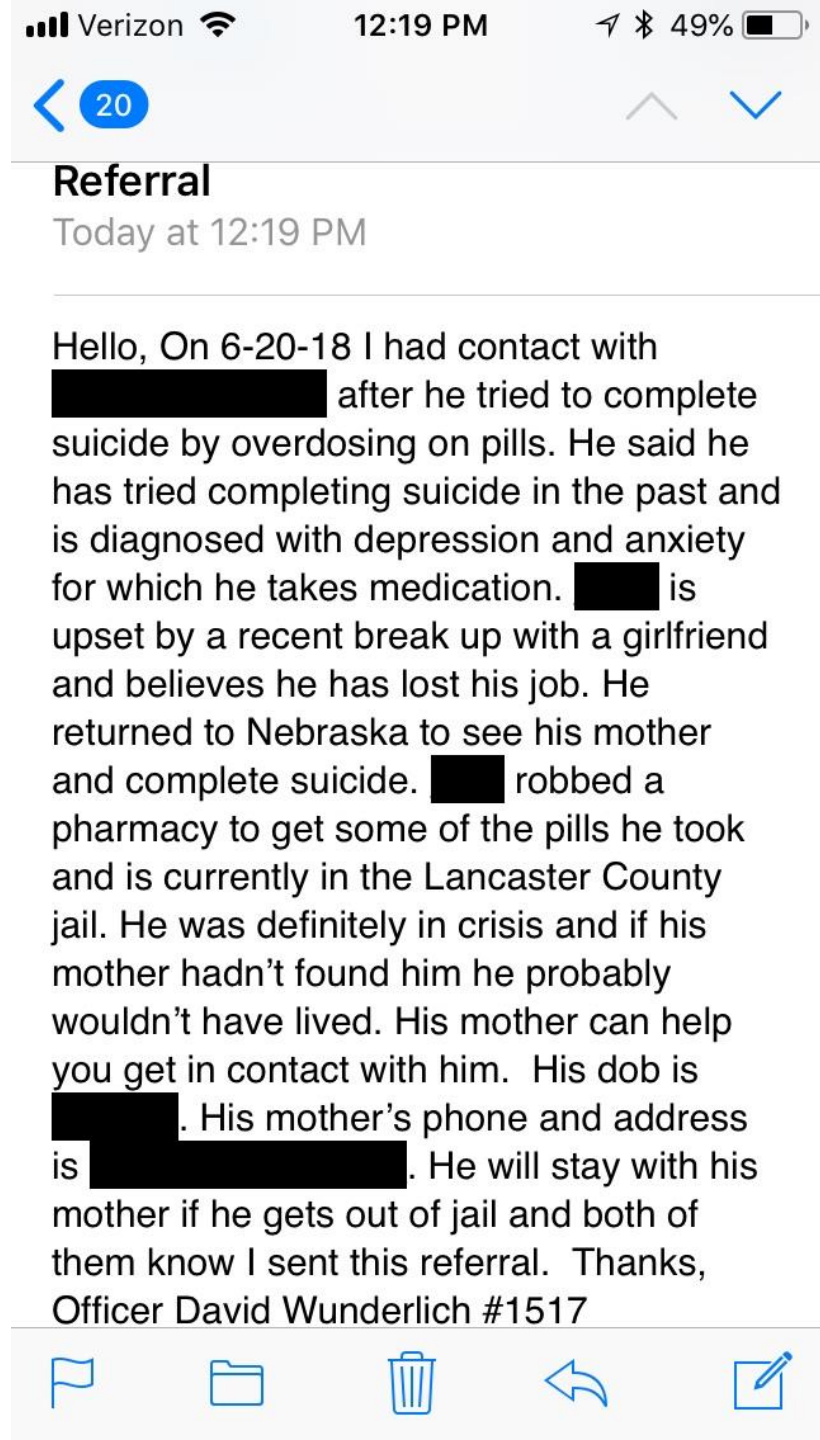 Verizon 12:19 PM 49%
20
Referral
Today at 12:19 PM
Hello, On 6-20-18 I had contact with
after he tried to complete
suicide by overdosing on pills. He said he
has tried completing suicide in the past and
is diagnosed with depression and anxiety
for which he takes medication. is
upset by a recent break up with a girlfriend
and believes he has lost his job. He
returned to Nebraska to see his mother
and complete suicide. robbed a
pharmacy to get some of the pills he took
and is currently in the Lancaster County
jail. He was definitely in crisis and if his
mother hadn’t found him he probably
wouldn’t have lived. His mother can help
you get in contact with him.  His dob is
. His mother’s phone and address
is . He will stay with his
mother if he gets out of jail and both of
them know I sent this referral.  Thanks,
Officer David Wunderlich #1517